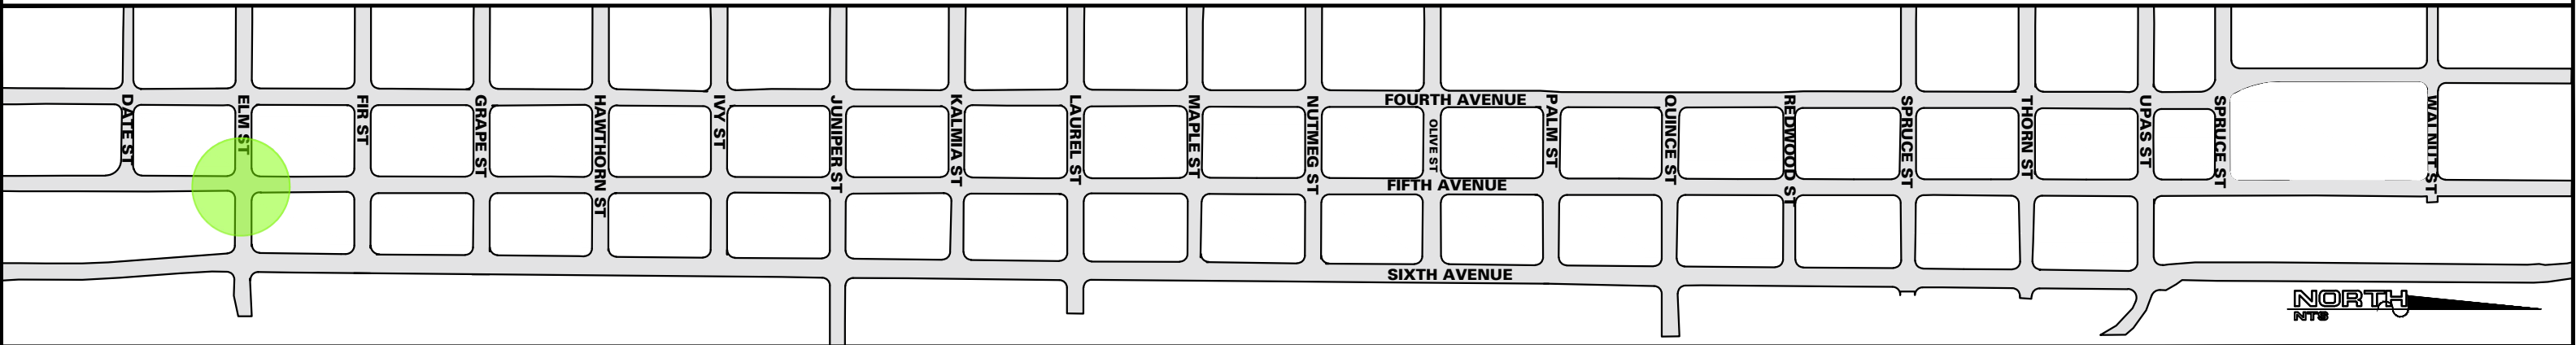 DATE ST
ELM ST
FIR ST
GRAPE ST
HAWTHORN ST
IVY ST
JUNIPER ST
KALMIA ST
LAUREL ST
MAPLE ST
NUTMEG ST
FOURTH AVENUE
OLIVE ST
PALM ST
QUINCE ST
REDWOOD ST
SPRUCE ST
THORN ST
UPAS ST
SPRUCE ST
WALNUT ST
FIFTH AVENUE
SIXTH AVENUE
NORTH
NTS